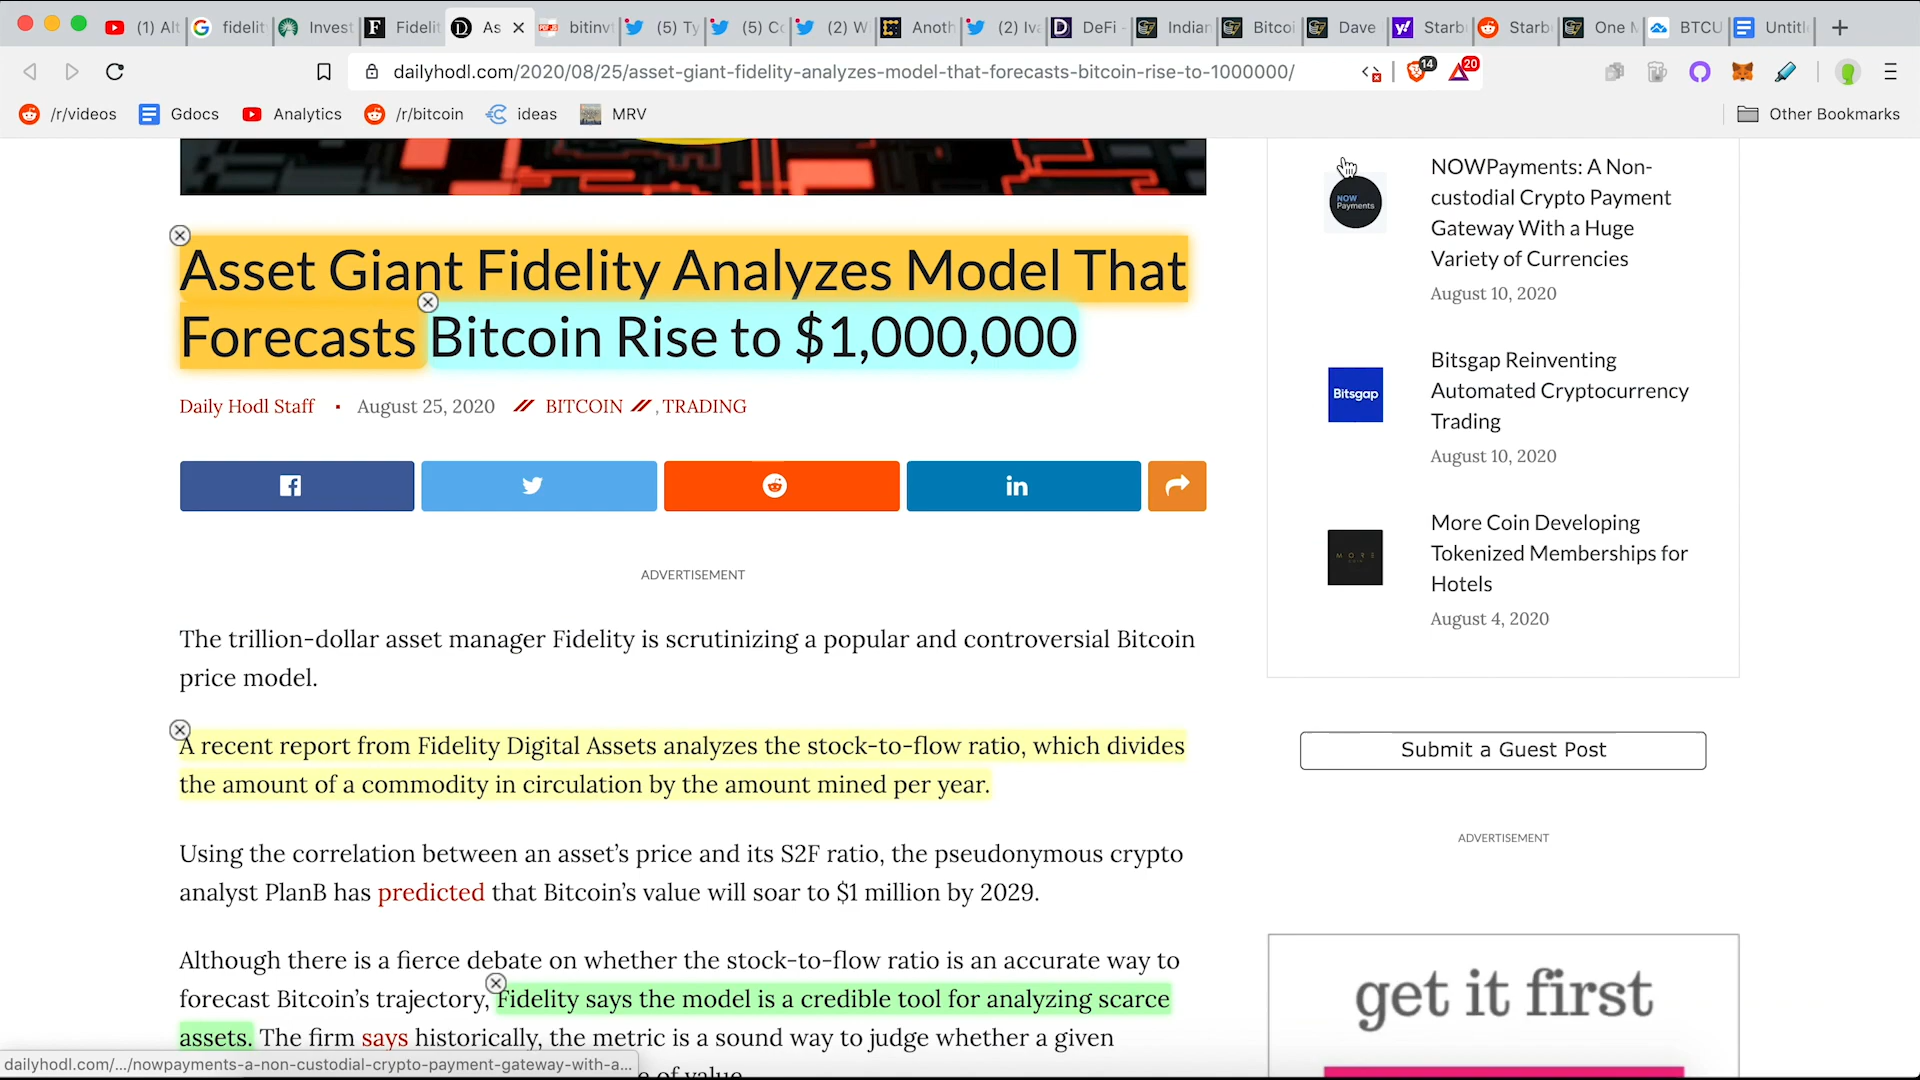 (1) Alt
fidelit
Invest
Fidelit
As
bitinv
(5) Ty
(5) Co
(2) W
Anoth
(2) Iva
DeFi -
Indian
Bitcoi
Dave
Starb
Starb
One M
BTCU
Untitl
dailyhodl.com/2020/08/25/asset-giant-fidelity-analyzes-model-that-forecasts-bitcoin-rise-to-1000000/
14
20
/r/videos
Gdocs
Analytics
/r/bitcoin
ideas
MRV
Other Bookmarks
Asset Giant Fidelity Analyzes Model That
Forecasts Bitcoin Rise to $1,000,000
Daily Hodl Staff • August 25, 2020 // BITCOIN // , TRADING
in
ADVERTISEMENT
The trillion-dollar asset manager Fidelity is scrutinizing a popular and controversial Bitcoin
price model.
A recent report from Fidelity Digital Assets analyzes the stock-to-flow ratio, which divides
the amount of a commodity in circulation by the amount mined per year.
Using the correlation between an asset's price and its S2F ratio, the pseudonymous crypto
analyst PlanB has predicted that Bitcoin's value will soar to $1 million by 2029.
Although there is a fierce debate on whether the stock-to-flow ratio is an accurate way to
forecast Bitcoin's trajectory, Fidelity says the model is a credible tool for analyzing scarce
assets. The firm says historically, the metric is a sound way to judge whether a given
e of value.
dailyhodl.com/.../nowpayments-a-non-custodial-crypto-payment-gateway-with-a...
NOW
Payments
NOWPayments: A Non-
custodial Crypto Payment
Gateway With a Huge
Variety of Currencies
August 10, 2020
Bitsgap
Bitsgap Reinventing
Automated Cryptocurrency
Trading
August 10, 2020
MORE
More Coin Developing
Tokenized Memberships for
Hotels
August 4, 2020
Submit a Guest Post
ADVERTISEMENT
get it first